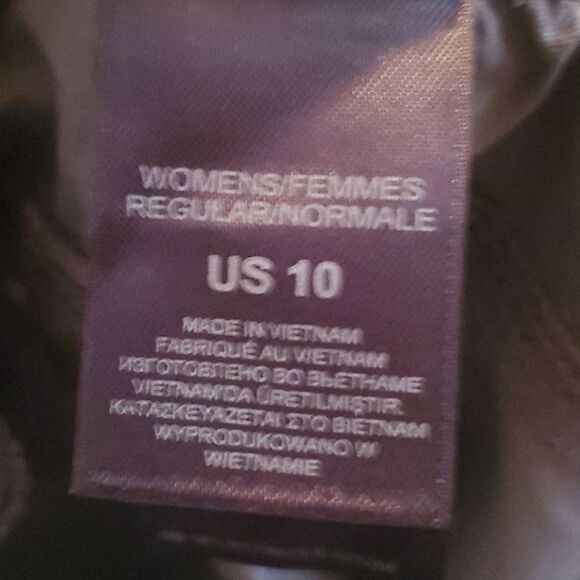 WOMENS/FEMMES
REGULAR/NORMALE
US 10
MADE IN VIETNAM
FABRIQUÉ AU VIETNAM
ИЗГОТОВЛЕНО ВО ВЬЕТНАМЕ
VIETNAM'DA ÜRETILMIŞTIR.
ΚΑΤΑΣΚΕΥΑΖΕΤΑΙ ΣΤΟ ΒΙΕΤΝΑΜ
WYPRODUKOWANO W
WIETNAMIE